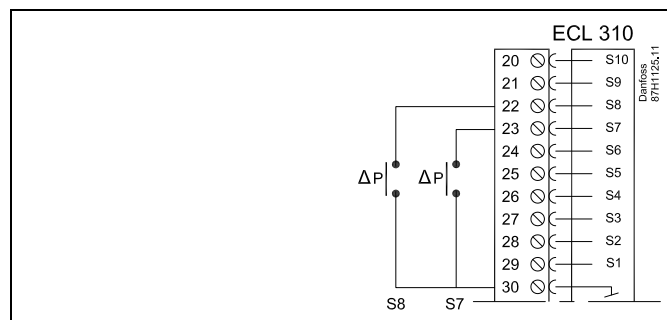 ECL 310
20 S10
21 S9
22 S8
23 S7
24 S6
25 S5
26 S4
27 S3
28 S2
29 S1
30
ΔP ΔP
S8 S7
Danfoss
87H1125.11